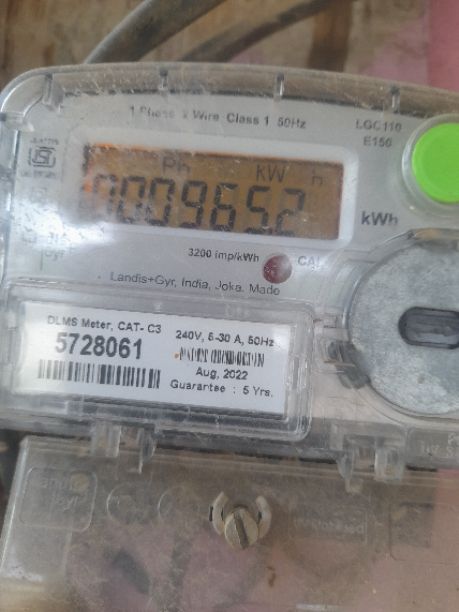 1 Phase 2 Wire Class 1 50Hz
LGC110
E150
Ph kW h
009652
kWh
3200 imp/kWh
CAL
Landis+Gyr, India, Joka. Made
DLMS Meter, CAT- C3
5728061
240V, 5-30 A, 50Hz
Aug, 2022
Guarantee : 5 Yrs.